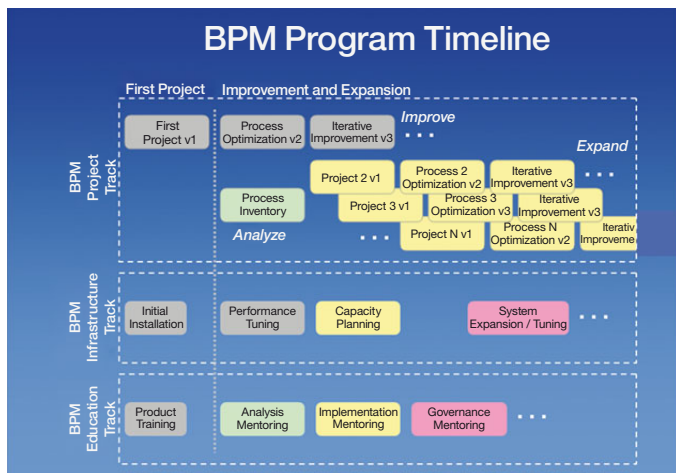 BPM Program Timeline
First Project
Improvement and Expansion
BPM
Project
Track
First
Project v1
Process
Optimization v2
Iterative
Improvement v3
Improve
. . .
Expand
Project 2 v1
Process 2
Optimization v2
Iterative
Improvement v3
. . .
Process
Inventory
Project 3 v1
Process 3
Optimization v3
Iterative
Improvement v3
Analyze
. . .
Project N v1
Process N
Optimization v2
Iterativ
Improveme
BPM
Infrastructure
Track
Initial
Installation
Performance
Tuning
Capacity
Planning
System
Expansion / Tuning
. . .
BPM
Education
Track
Product
Training
Analysis
Mentoring
Implementation
Mentoring
Governance
Mentoring
. . .